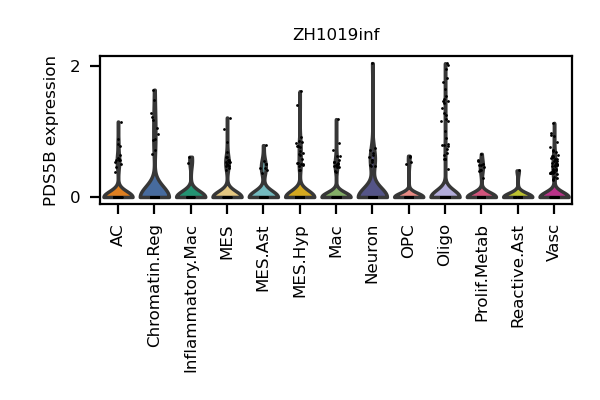 ZH1019inf
PDS5B expression
2
0
AC
Chromatin.Reg
Inflammatory.Mac
MES
MES.Ast
MES.Hyp
Mac
Neuron
OPC
Oligo
Prolif.Metab
Reactive.Ast
Vasc